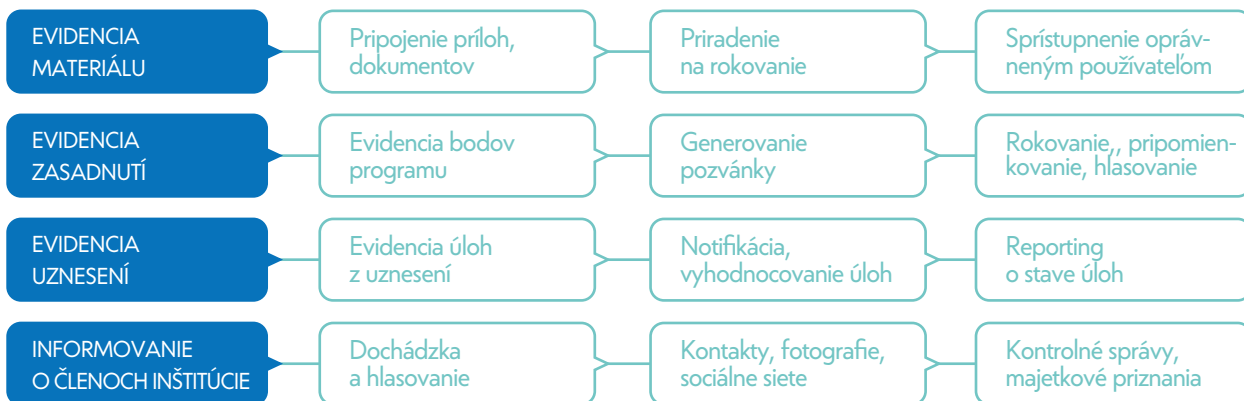 EVIDENCIA
MATERIÁLU
Pripojenie príloh,
dokumentov
Priradenie
na rokovanie
Sprístupnenie opráv-
neným používateľom
EVIDENCIA
ZASADNUTÍ
Evidencia bodov
programu
Generovanie
pozvánky
Rokovanie,, pripomien-
kovanie, hlasovanie
EVIDENCIA
UZNESENÍ
Evidencia úloh
z uznesení
Notifikácia,
vyhodnocovanie úloh
Reporting
o stave úloh
INFORMOVANIE
O ČLENOCH INŠTITÚCIE
Dochádzka
a hlasovanie
Kontakty, fotografie,
sociálne siete
Kontrolné správy,
majetkové priznania